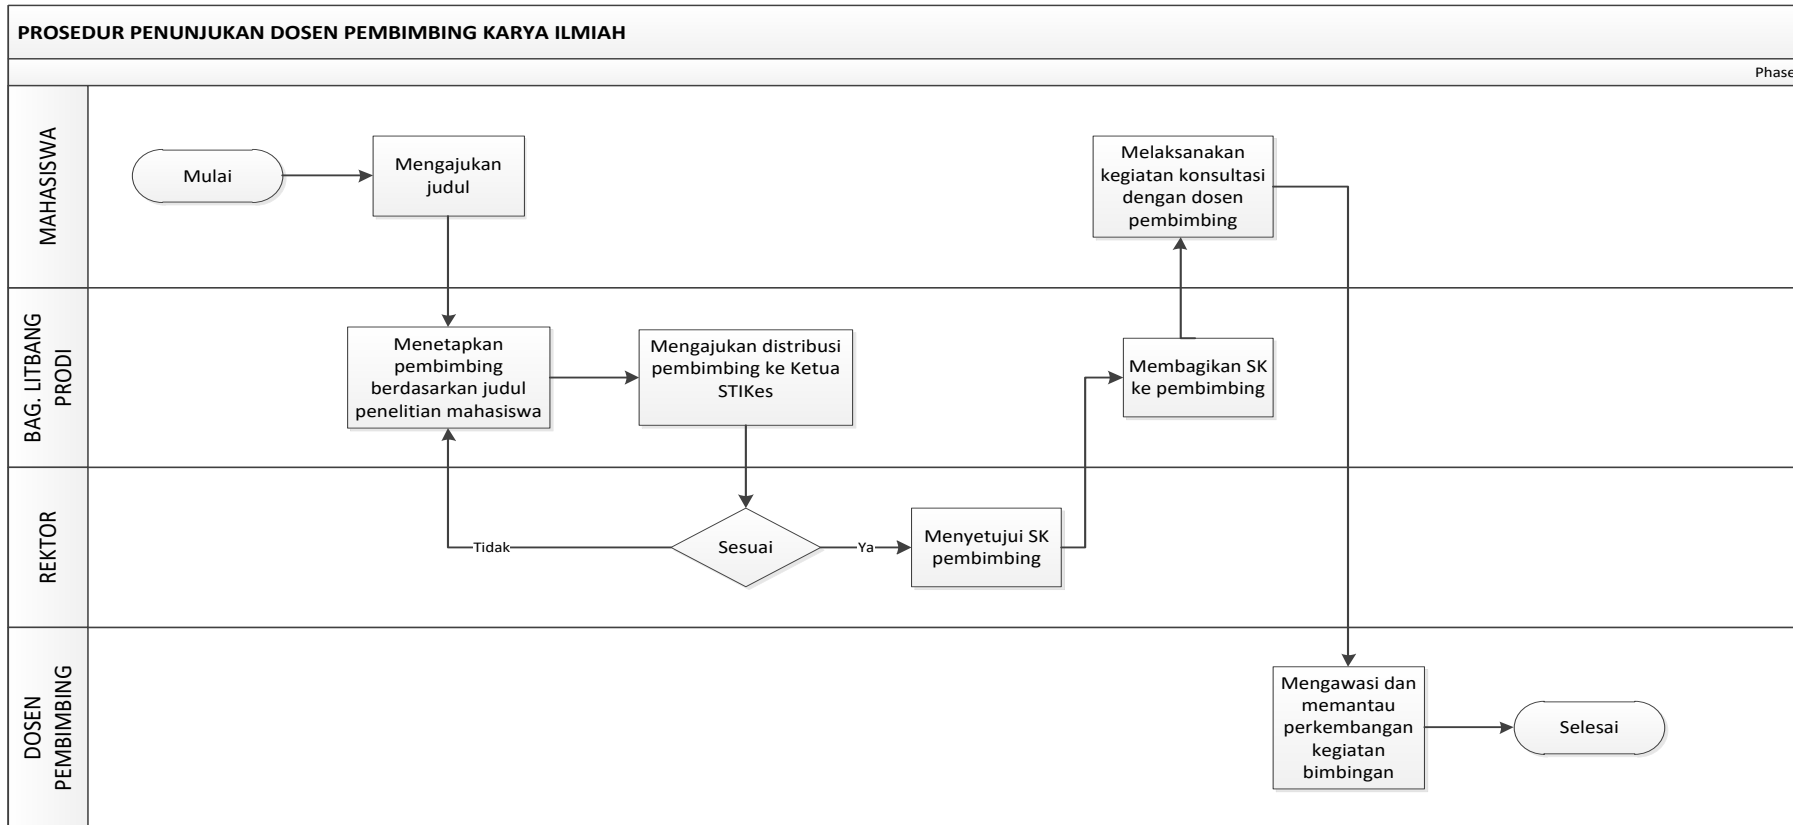 PROSEDUR PENUNJUKAN DOSEN PEMBIMBING KARYA ILMIAH
Phase
MAHASISWA
Mulai
Mengajukan
judul
Melaksanakan
kegiatan konsultasi
dengan dosen
pembimbing
BAG. LITBANG
PRODI
Menetapkan
pembimbing
berdasarkan judul
penelitian mahasiswa
Mengajukan distribusi
pembimbing ke Ketua
STIKes
Membagikan SK
ke pembimbing
REKTOR
Tidak
Sesuai
Ya
Menyetujui SK
pembimbing
DOSEN
PEMBIMBING
Mengawasi dan
memantau
perkembangan
kegiatan
bimbingan
Selesai